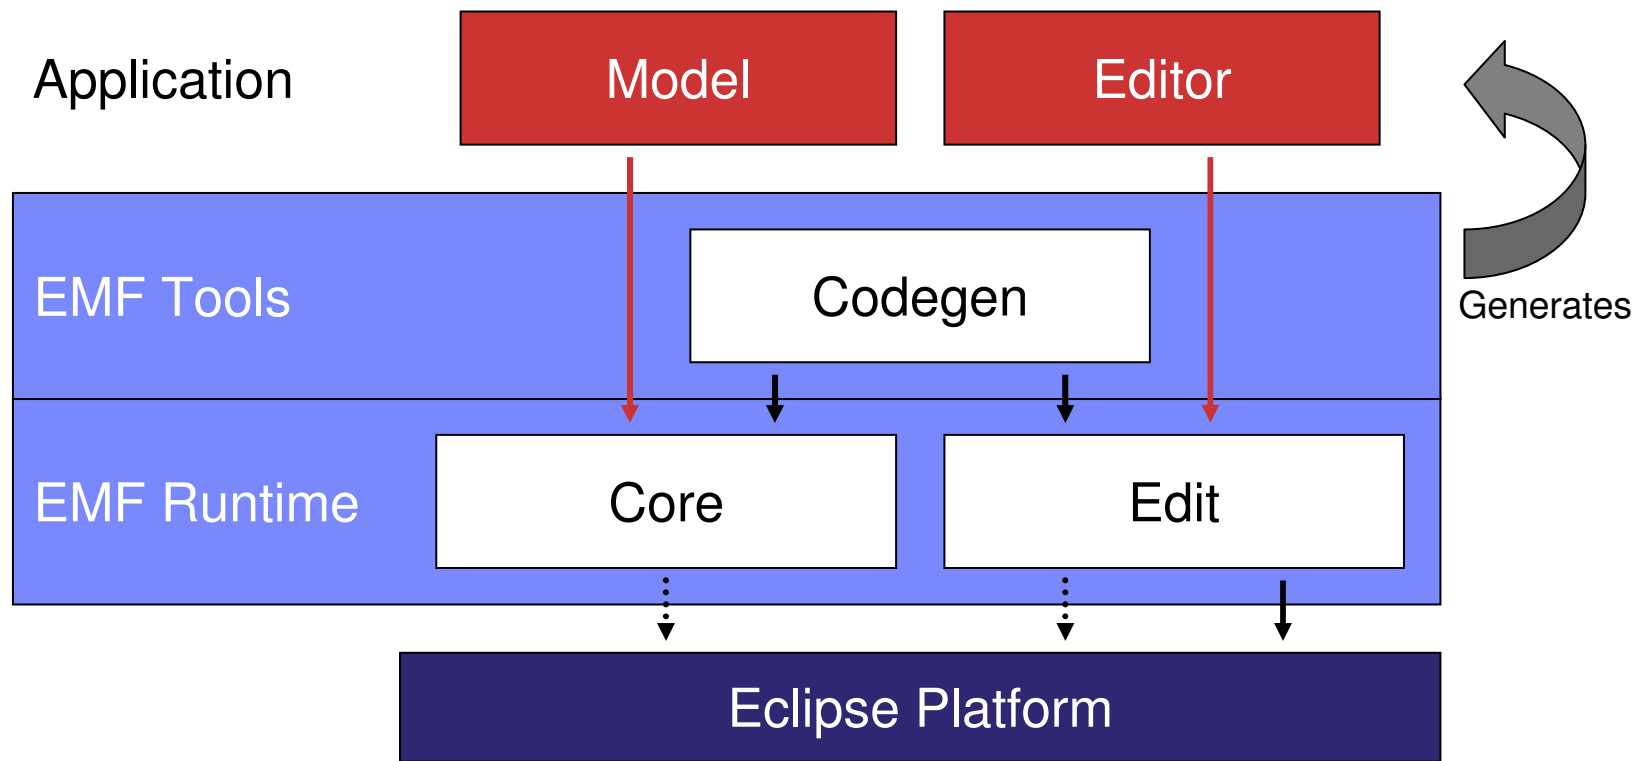 Application
Model
Editor
EMF Tools
Codegen
Generates
EMF Runtime
Core
Edit
Eclipse Platform